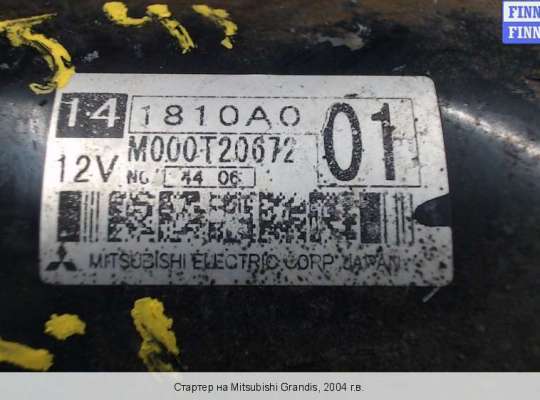 FINN
FINN
14 1810A0 01
M000T20672
12V
No 44 06
MITSUBISHI ELECTRIC CORP. JAPAN
Стартер на Mitsubishi Grandis, 2004 г.в.